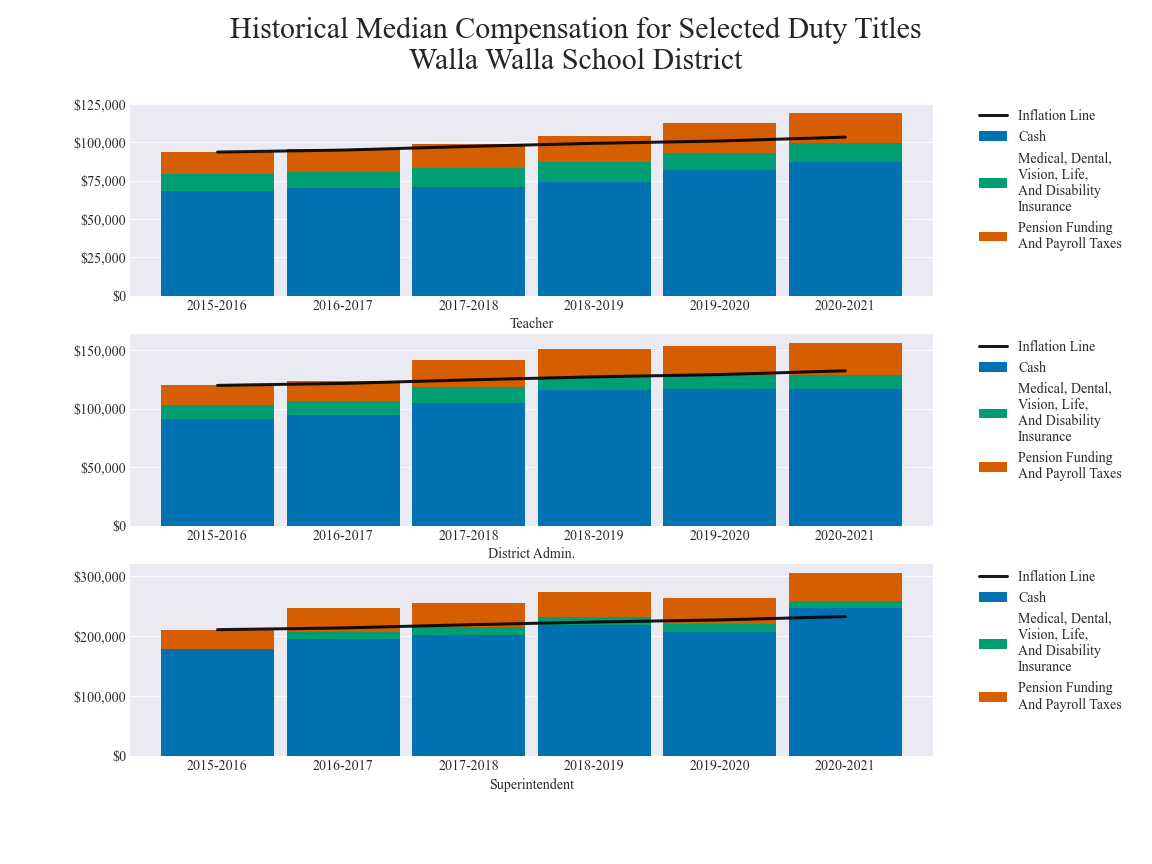 Historical Median Compensation for Selected Duty Titles
Walla Walla School District
$125,000
$100,000
$75,000
$50,000
$25,000
$0
2015-2016 2016-2017 2017-2018 2018-2019 2019-2020 2020-2021
Teacher
Inflation Line
Cash
Medical, Dental,
Vision, Life,
And Disability
Insurance
Pension Funding
And Payroll Taxes
$150,000
$100,000
$50,000
$0
2015-2016 2016-2017 2017-2018 2018-2019 2019-2020 2020-2021
District Admin.
Inflation Line
Cash
Medical, Dental,
Vision, Life,
And Disability
Insurance
Pension Funding
And Payroll Taxes
$300,000
$200,000
$100,000
$0
2015-2016 2016-2017 2017-2018 2018-2019 2019-2020 2020-2021
Superintendent
Inflation Line
Cash
Medical, Dental,
Vision, Life,
And Disability
Insurance
Pension Funding
And Payroll Taxes